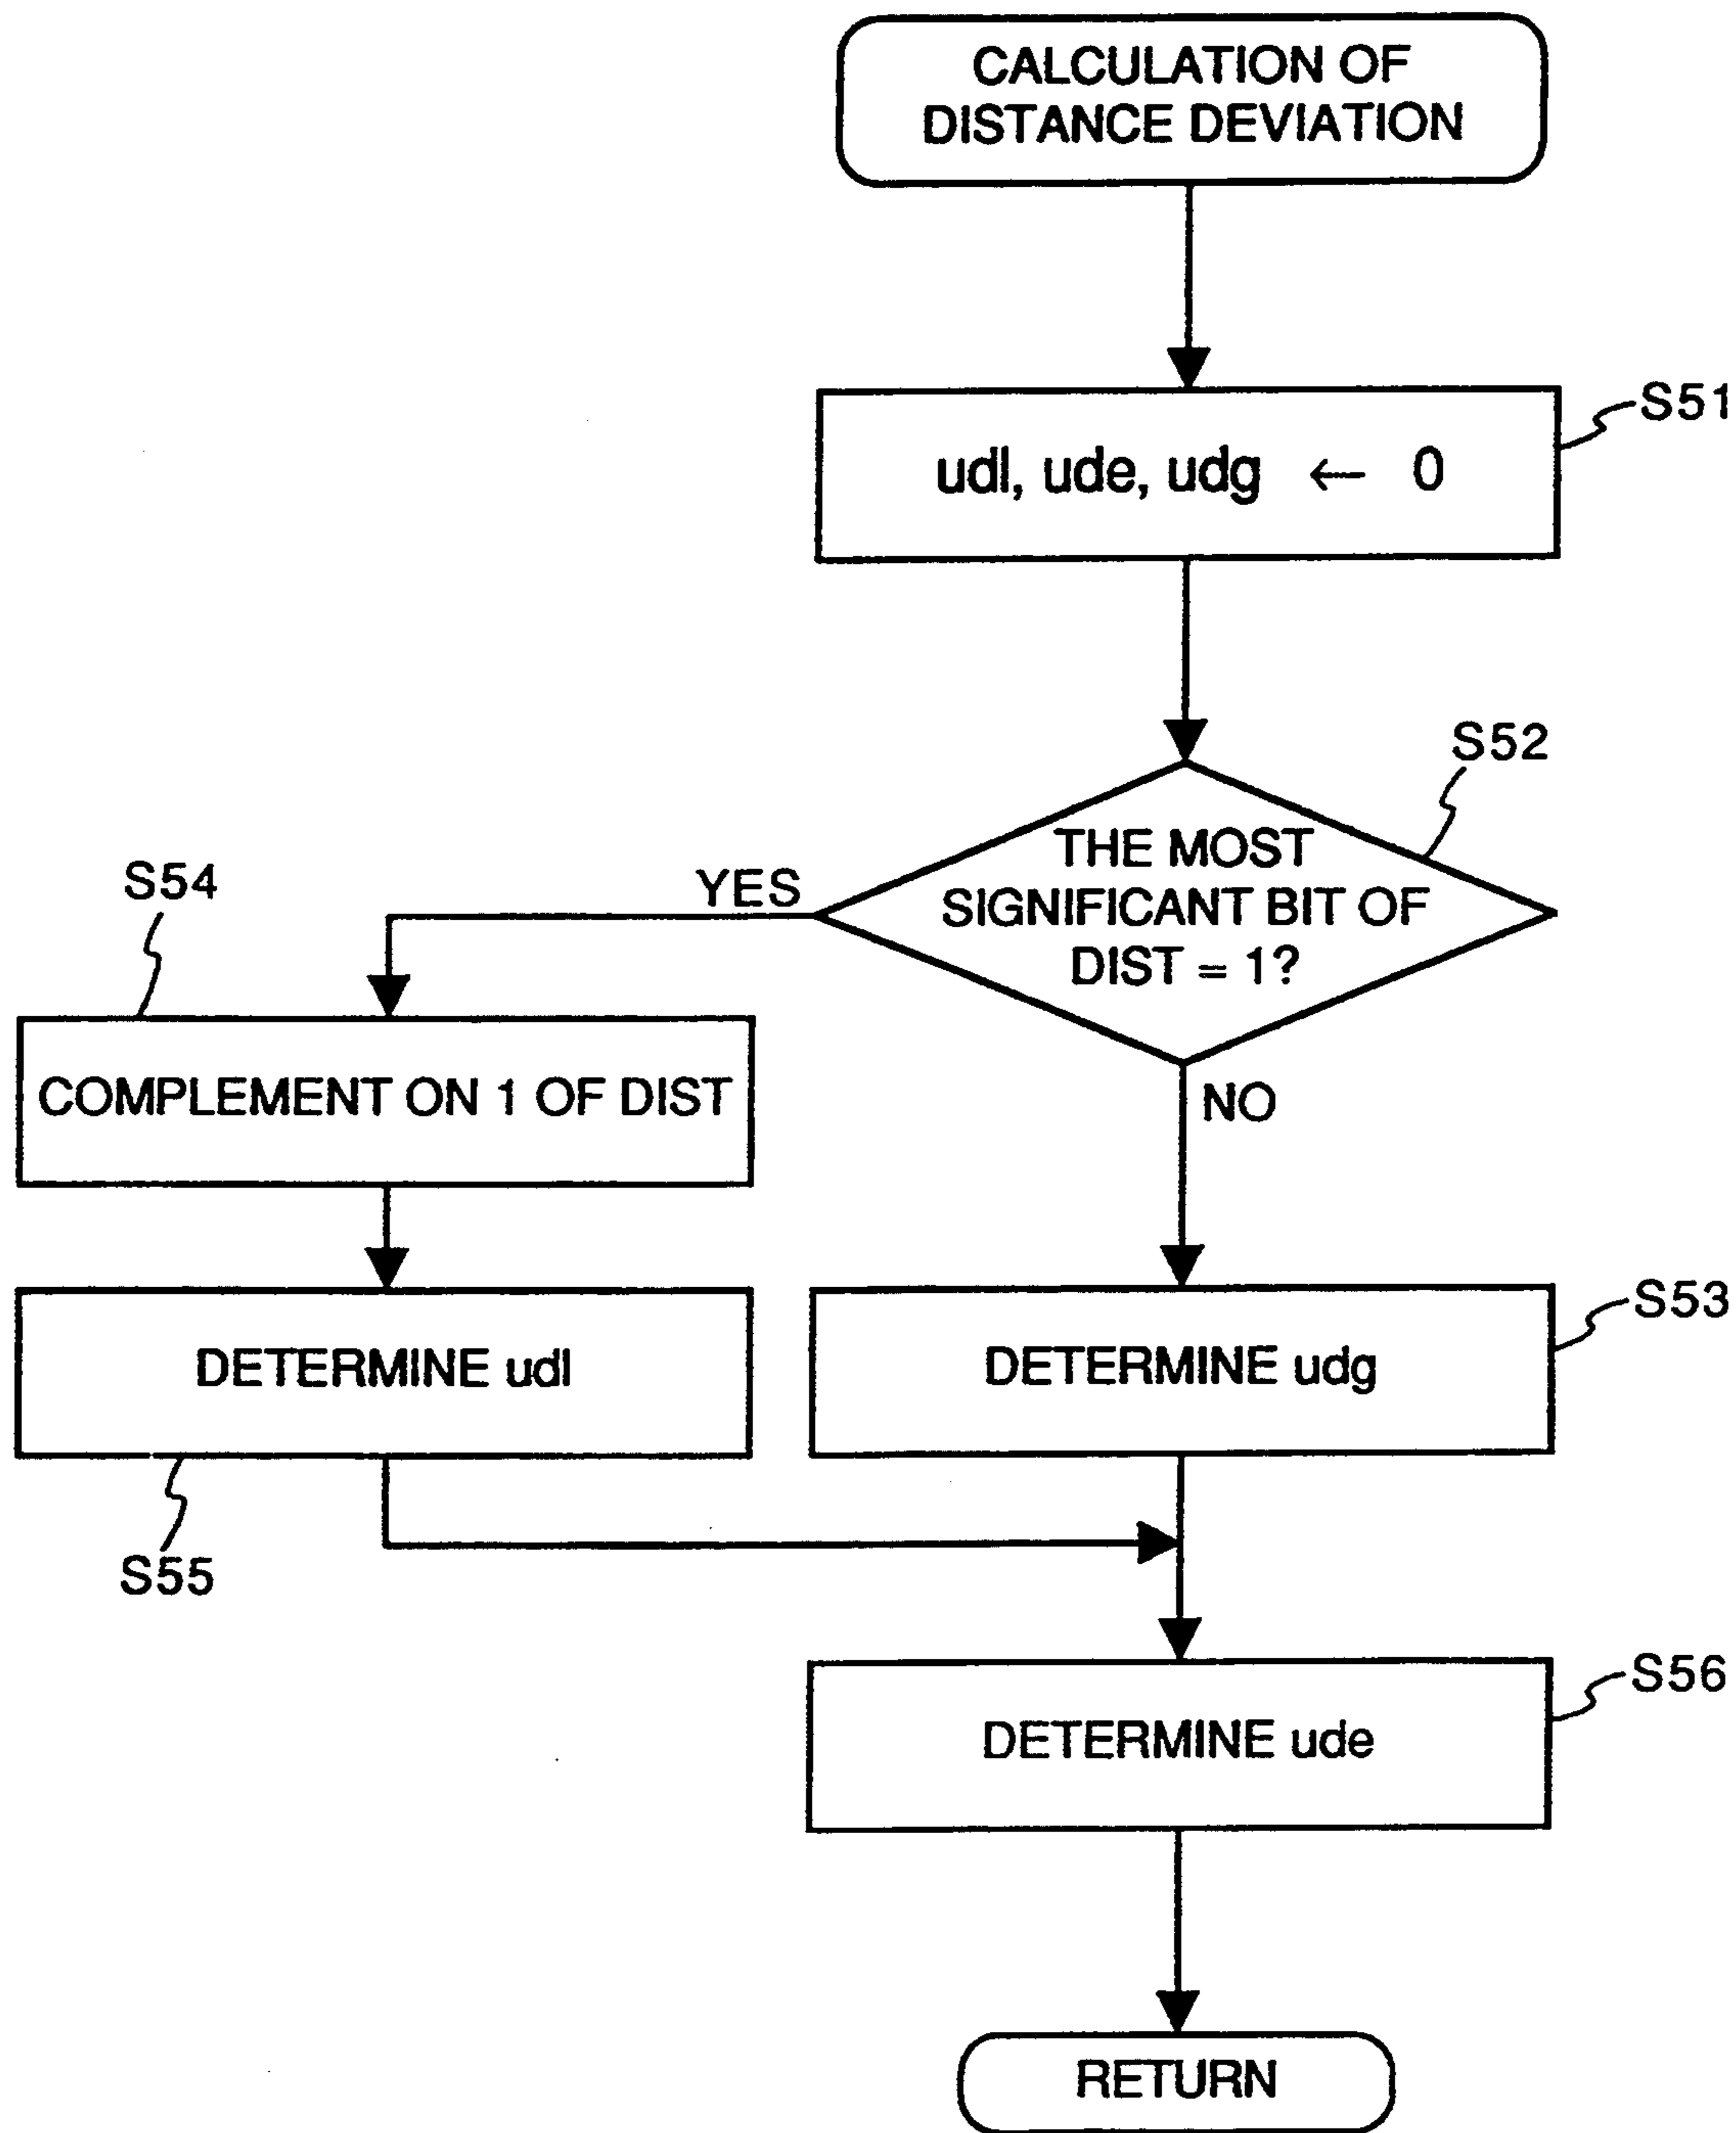 CALCULATION OF
DISTANCE DEVIATION
S51
udl, ude, udg ← 0
S52
THE MOST
SIGNIFICANT BIT OF
DIST = 1?
YES
S54
COMPLEMENT ON 1 OF DIST
NO
DETERMINE udl
S55
DETERMINE udg
S53
S56
DETERMINE ude
RETURN